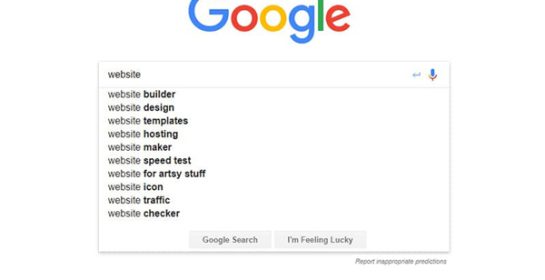 Google
website
website builder
website design
website templates
website hosting
website maker
website speed test
website for artsy stuff
website icon
website traffic
website checker
Google Search I'm Feeling Lucky
Report inappropriate predictions